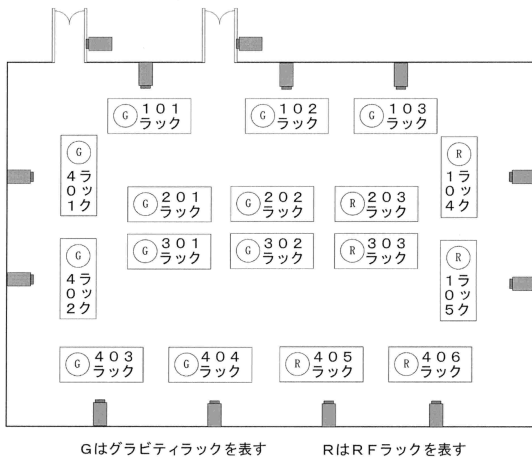 G 101
ラック
G 102
ラック
G 103
ラック
G 401
ラック
R 104
ラック
G 201
ラック
G 202
ラック
R 203
ラック
G 301
ラック
G 302
ラック
R 303
ラック
G 402
ラック
R 105
ラック
G 403
ラック
G 404
ラック
R 405
ラック
R 406
ラック
Gはグラビティラックを表す
RはRFラックを表す